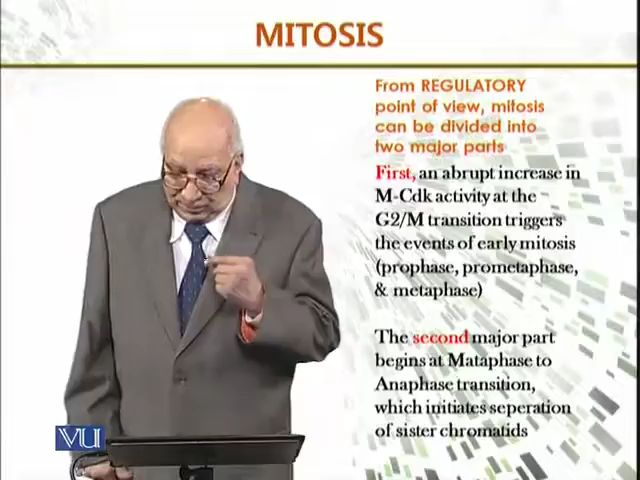 MITOSIS
From REGULATORY
point of view, mitosis
can be divided into
two major parts
First, an abrupt increase in
M-Cdk activity at the
G2/M transition triggers
the events of early mitosis
(prophase, prometaphase,
& metaphase)
The second major part
begins at Mataphase to
Anaphase transition,
which initiates seperation
of sister chromatids
VU